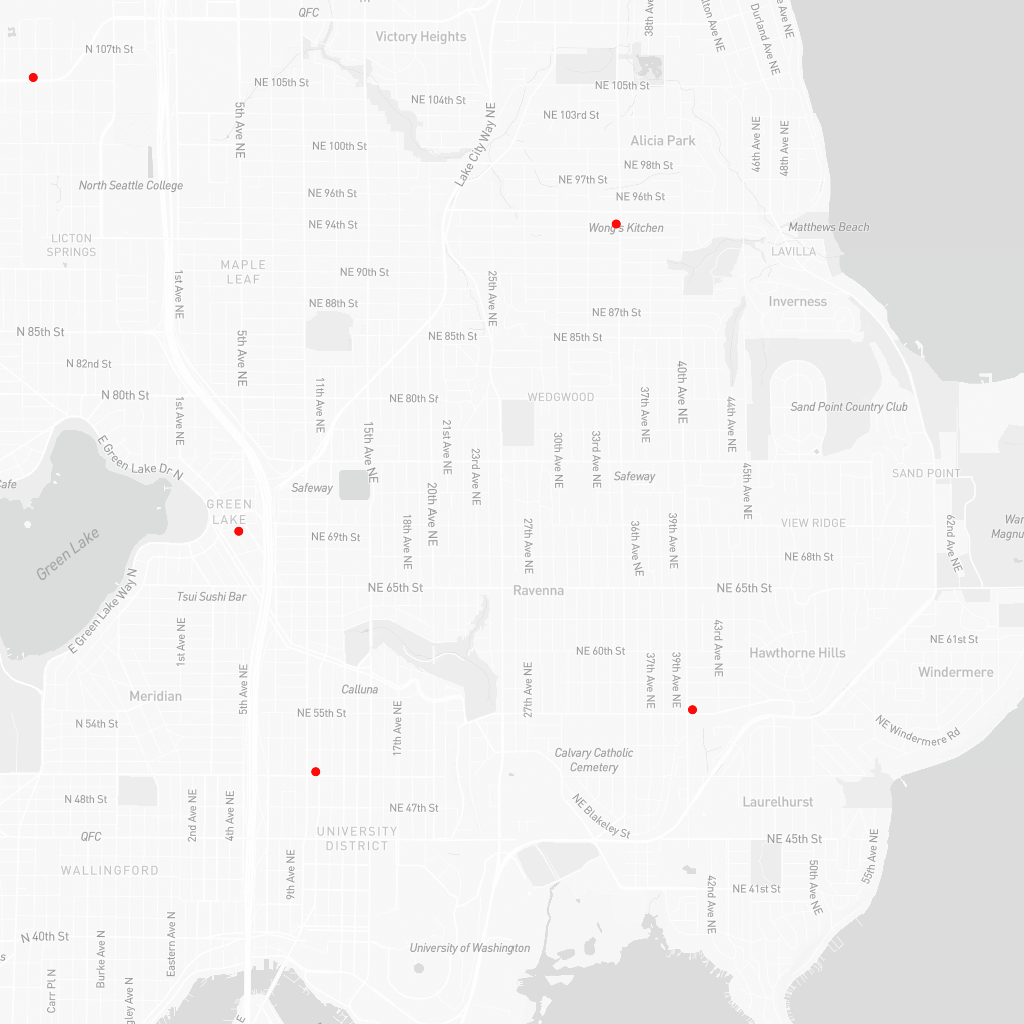 QFC
Victory Heights
38th Ave NE
Durland Ave NE
N 107th St
NE 105th St
NE 105th St
NE 104th St
NE 103rd St
5th Ave NE
Lake City Way NE
46th Ave NE
48th Ave NE
NE 100th St
Alicia Park
NE 98th St
North Seattle College
NE 97th St
NE 96th St
NE 96th St
NE 94th St
Wong's Kitchen
Matthews Beach
LICTON
SPRINGS
LAVILLA
MAPLE
LEAF
NE 90th St
1st Ave NE
25th Ave NE
NE 88th St
Inverness
NE 87th St
N 85th St
NE 85th St
NE 85th St
5th Ave NE
N 82nd St
40th Ave NE
N 80th St
11th Ave NE
NE 80th St
WEDGWOOD
37th Ave NE
Sand Point Country Club
1st Ave NE
15th Ave NE
21st Ave NE
30th Ave NE
33rd Ave NE
44th Ave NE
E Green Lake Dr N
23rd Ave NE
Safeway
45th Ave NE
SAND POINT
Cafe
Safeway
20th Ave NE
GREEN
LAKE
18th Ave NE
27th Ave NE
36th Ave NE
39th Ave NE
VIEW RIDGE
62nd Ave NE
War
Magnu
Green Lake
NE 69th St
NE 68th St
E Green Lake Way N
Tsui Sushi Bar
NE 65th St
Ravenna
NE 65th St
1st Ave NE
43rd Ave NE
NE 61st St
NE 60th St
Hawthorne Hills
Windermere
5th Ave NE
Meridian
Calluna
27th Ave NE
37th Ave NE
39th Ave NE
N 54th St
NE 55th St
17th Ave NE
NE Windermere Rd
Calvary Catholic
Cemetery
N 48th St
2nd Ave NE
4th Ave NE
NE 47th St
NE Blakeley St
Laurelhurst
QFC
UNIVERSITY
DISTRICT
NE 45th St
55th Ave NE
WALLINGFORD
9th Ave NE
42nd Ave NE
NE 41st St
50th Ave NE
N 40th St
Burke Ave N
Eastern Ave N
University of Washington
Carr Pl N
gley Ave N